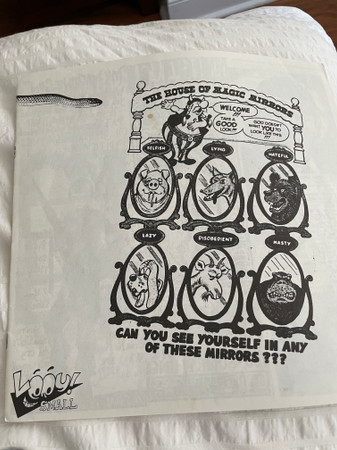 THE HOUSE OF MAGIC MIRRORS
WELCOME
!!!
TAKE A
GOOD
LOOK!!!
GOD DOESN'T
WANT YOU TO
LOOK LIKE THIS
!!!
SELFISH
LYING
HATEFUL
LAZY
DISOBEDIENT
NASTY
CAN YOU SEE YOURSELF IN ANY
OF THESE MIRRORS ???
SMALL